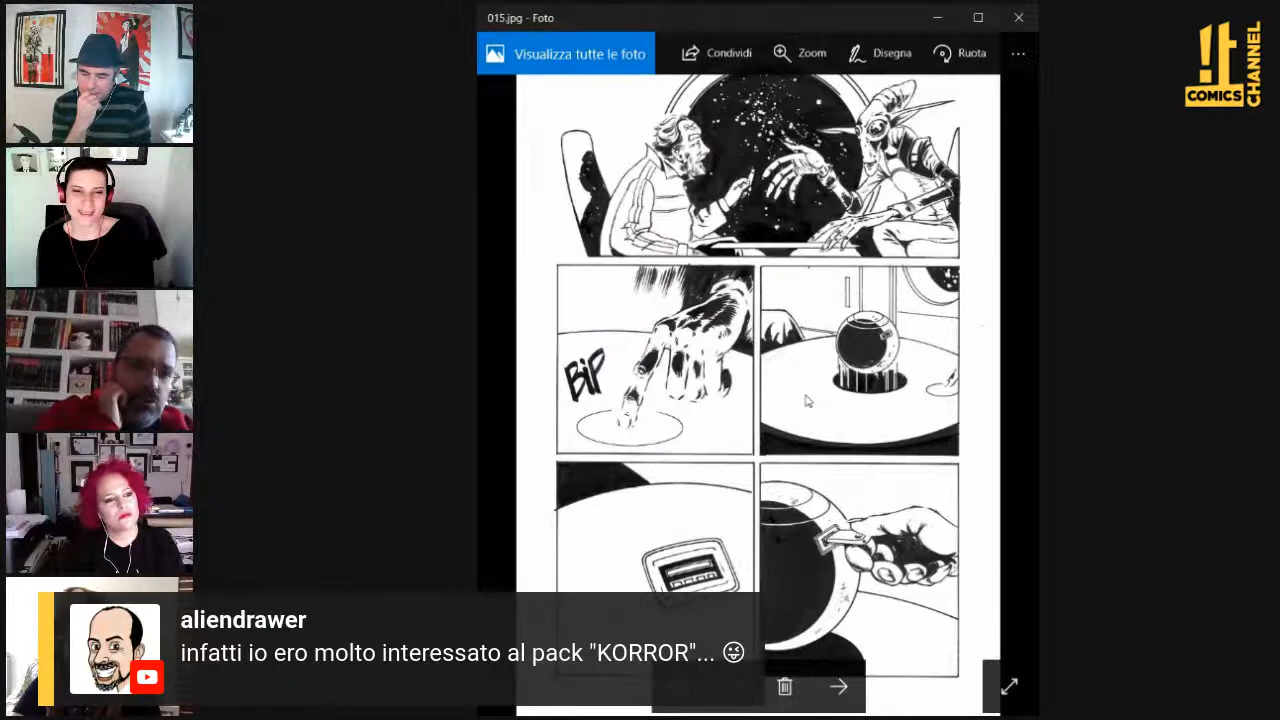 015.jpg - Foto
Visualizza tutte le foto
Condividi
Zoom
Disegna
Ruota
!t
COMICS
CHANNEL
BIP
aliendrawer
infatti io ero molto interessato al pack "KORROR"... 😜